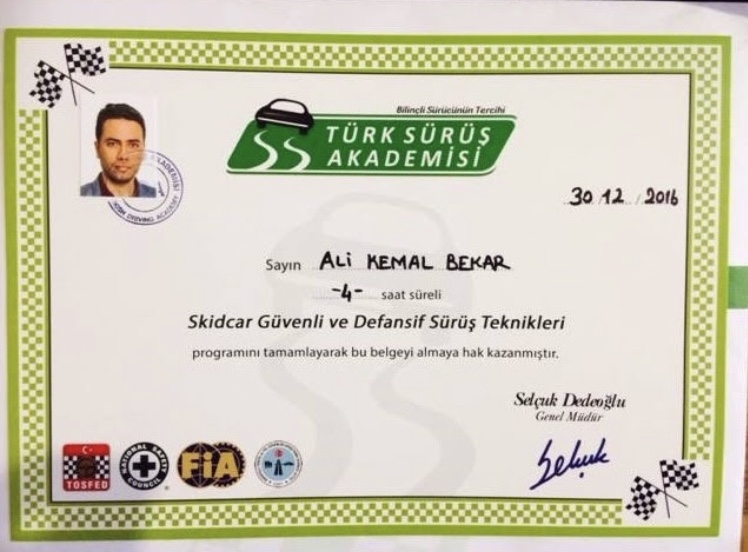 Bilinçli Sürücünün Tercihi
TÜRK SÜRÜŞ
AKADEMİSİ
30.12.2016
Sayın ALİ KEMAL BEKAR
-4- saat süreli
Skidcar Güvenli ve Defansif Sürüş Teknikleri
programını tamamlayarak bu belgeyi almaya hak kazanmıştır.
Selçuk Dedeoğlu
Genel Müdür
Selçuk
TOSFED
NATIONAL SAFETY COUNCIL
FiA